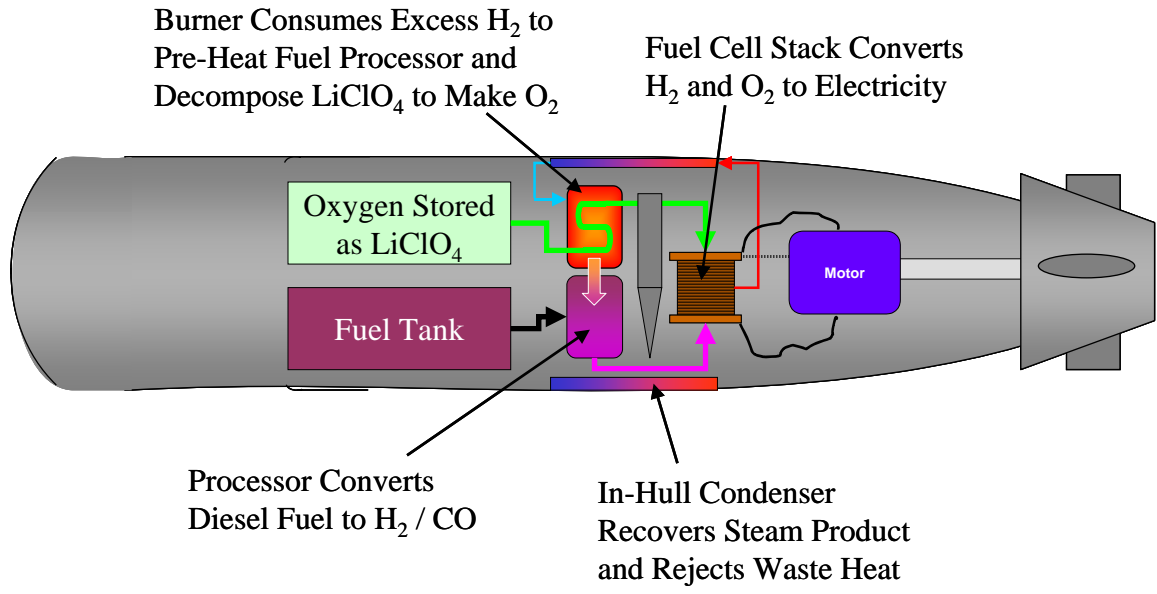 Burner Consumes Excess H₂ to
Pre-Heat Fuel Processor and
Decompose LiClO₄ to Make O₂
Fuel Cell Stack Converts
H₂ and O₂ to Electricity
Oxygen Stored
as LiClO₄
Motor
Fuel Tank
Processor Converts
Diesel Fuel to H₂ / CO
In-Hull Condenser
Recovers Steam Product
and Rejects Waste Heat